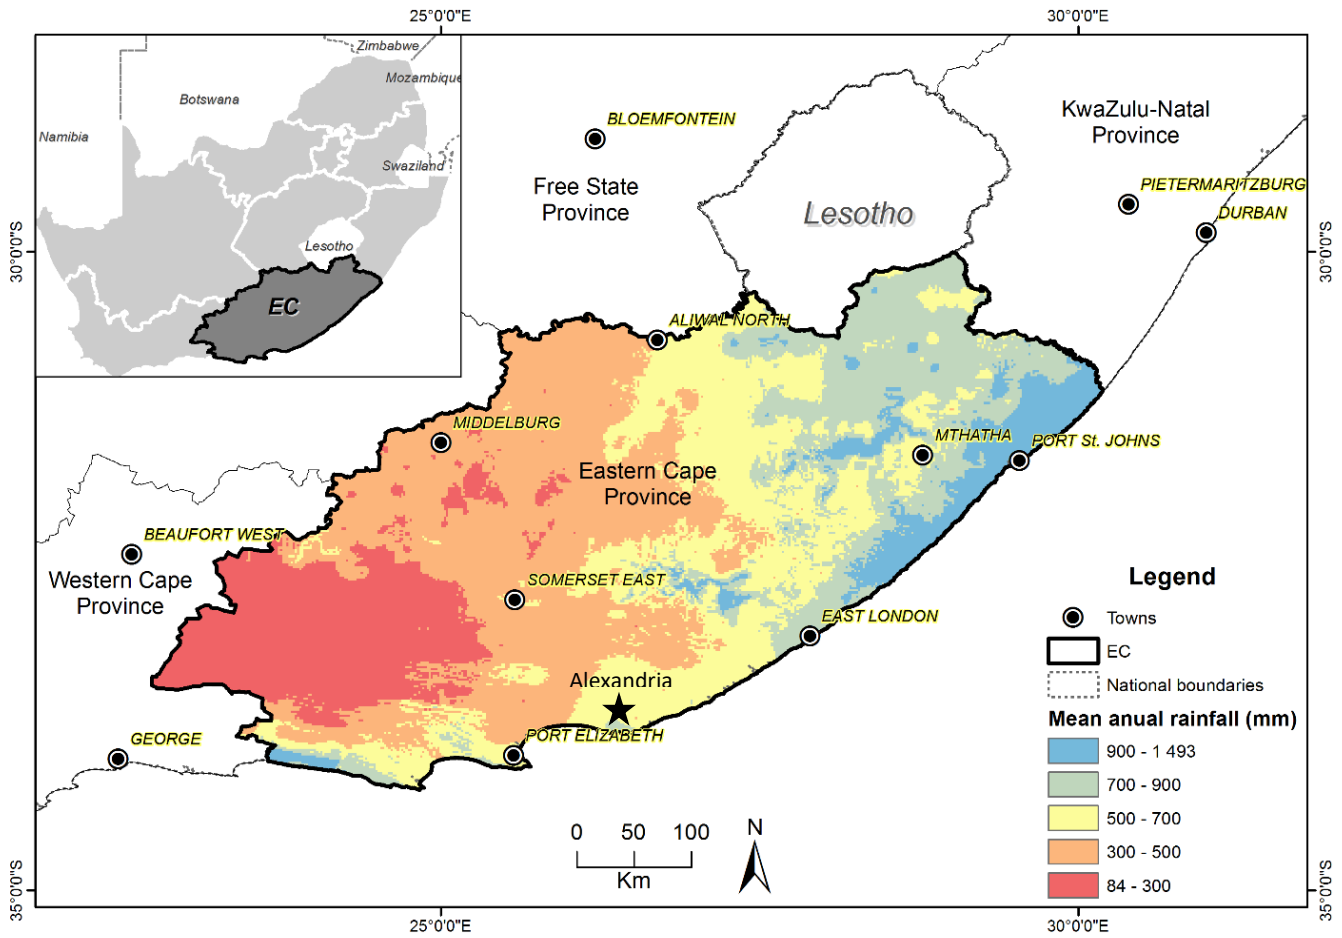 25°0'0"E
30°0'0"E
Zimbabwe
Mozambique
Botswana
Namibia
Swaziland
Lesotho
EC
30°0'0"S
30°0'0"S
BLOEMFONTEIN
Free State
Province
Lesotho
KwaZulu-Natal
Province
PIETERMARITZBURG
DURBAN
ALIWAL NORTH
MIDDELBURG
MTHATHA
PORT St. JOHNS
Eastern Cape
Province
BEAUFORT WEST
Western Cape
Province
SOMERSET EAST
EAST LONDON
Alexandria
PORT ELIZABETH
GEORGE
0 50 100
Km
N
Legend
Towns
EC
National boundaries
Mean anual rainfall (mm)
900 - 1 493
700 - 900
500 - 700
300 - 500
84 - 300
35°0'0"S
35°0'0"S
25°0'0"E
30°0'0"E